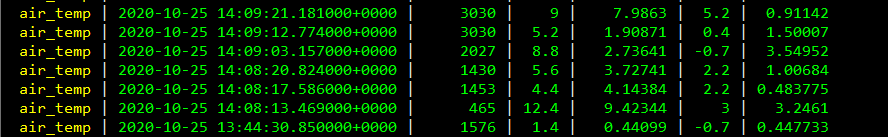 air_temp | 2020-10-25 14:09:21.181000+0000 | 3030 | 9 | 7.9863 | 5.2 | 0.91142
air_temp | 2020-10-25 14:09:12.774000+0000 | 3030 | 5.2 | 1.90871 | 0.4 | 1.50007
air_temp | 2020-10-25 14:09:03.157000+0000 | 2027 | 8.8 | 2.73641 | -0.7 | 3.54952
air_temp | 2020-10-25 14:08:20.824000+0000 | 1430 | 5.6 | 3.72741 | 2.2 | 1.00684
air_temp | 2020-10-25 14:08:17.586000+0000 | 1453 | 4.4 | 4.14384 | 2.2 | 0.483775
air_temp | 2020-10-25 14:08:13.469000+0000 | 465 | 12.4 | 9.42344 | 3 | 3.2461
air_temp | 2020-10-25 13:44:30.850000+0000 | 1576 | 1.4 | 0.44099 | -0.7 | 0.447733